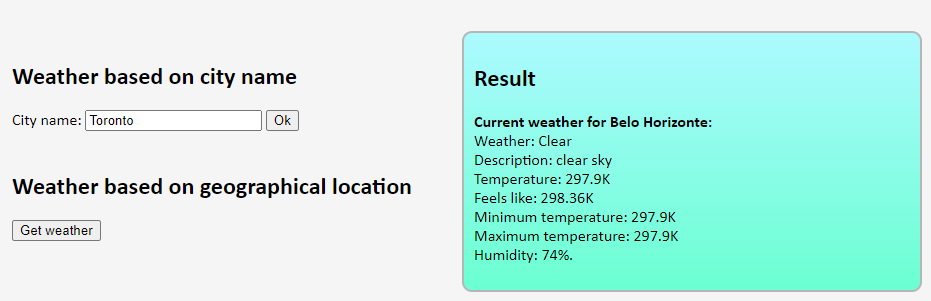 Weather based on city name
City name: Toronto Ok
Weather based on geographical location
Get weather
Result
Current weather for Belo Horizonte:
Weather: Clear
Description: clear sky
Temperature: 297.9K
Feels like: 298.36K
Minimum temperature: 297.9K
Maximum temperature: 297.9K
Humidity: 74%.